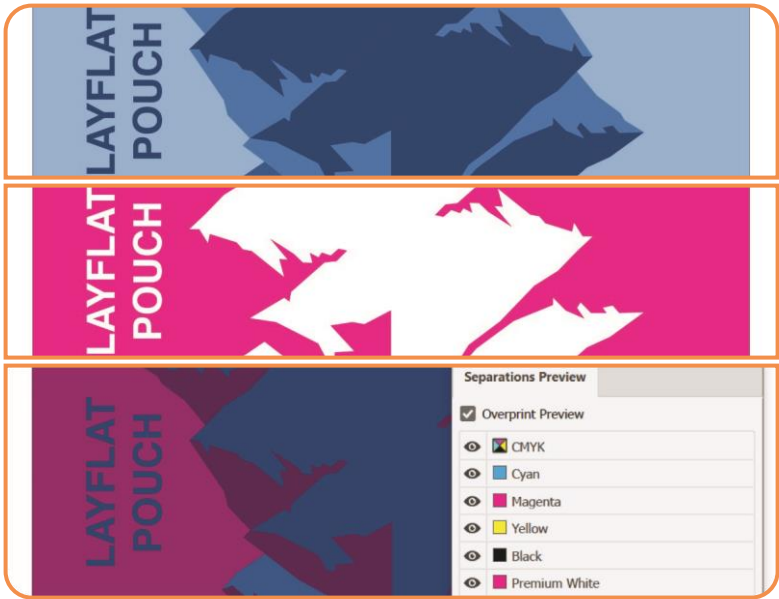 LAYFLAT
POUCH
LAYFLAT
POUCH
LAYFLAT
POUCH
Separations Preview
Overprint Preview
CMYK
Cyan
Magenta
Yellow
Black
Premium White